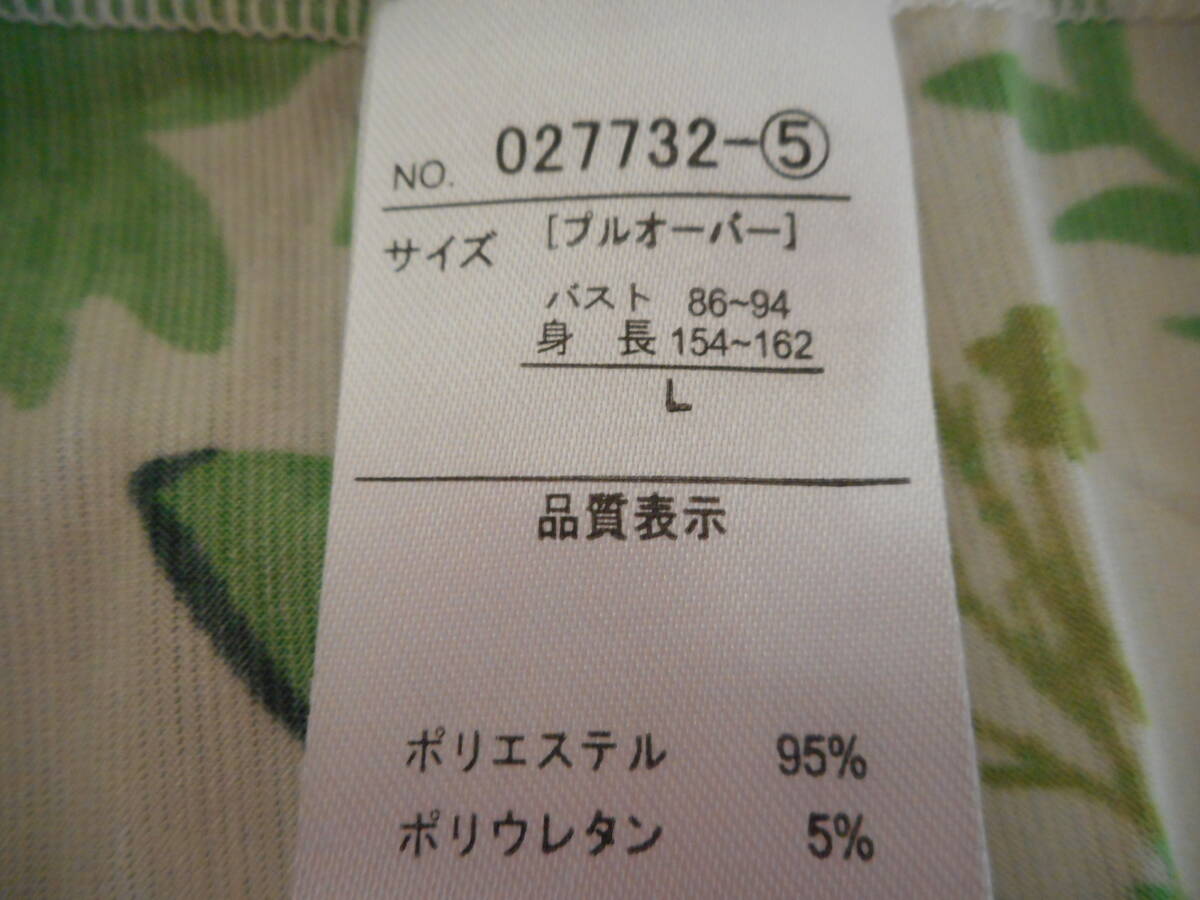 NO. 027732-⑤
サイズ [プルオーバー]
バスト 86~94
身 長 154~162
L
品質表示
ポリエステル 95%
ポリウレタン 5%